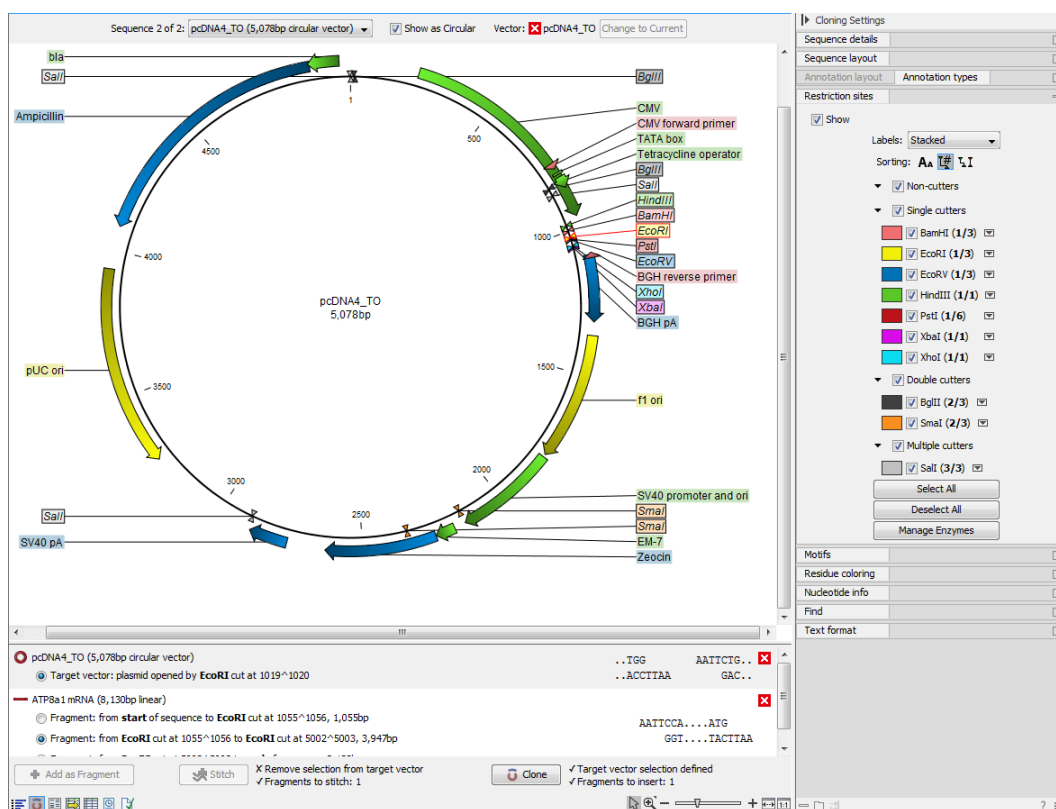 Sequence 2 of 2: pcDNA4_TO (5,078bp circular vector) Show as Circular Vector: pcDNA4_TO Change to Current
bla
SalI
Ampicillin
pUC ori
SalI
SV40 pA
1
500
1000
1500
2000
2500
3000
3500
4000
4500
pcDNA4_TO
5,078bp
BglII
CMV
CMV forward primer
TATA box
Tetracycline operator
BglII
SalI
HindIII
BamHI
EcoRI
PstI
EcoRV
BGH reverse primer
XhoI
XbaI
BGH pA
f1 ori
SV40 promoter and ori
SmaI
SmaI
EM-7
Zeocin
pcDNA4_TO (5,078bp circular vector)
Target vector: plasmid opened by EcoRI cut at 1019^1020
..TGG AATTCTG..
..ACCTTAA GAC..
ATP8a1 mRNA (8,130bp linear)
Fragment: from start of sequence to EcoRI cut at 1055^1056, 1,055bp
Fragment: from EcoRI cut at 1055^1056 to EcoRI cut at 5002^5003, 3,947bp
AATTCCA....ATG
GGT....TACTTAA
Add as Fragment
Stitch
X Remove selection from target vector
✓ Fragments to stitch: 1
Clone
✓ Target vector selection defined
✓ Fragments to insert: 1
Cloning Settings
Sequence details
Sequence layout
Annotation layout Annotation types
Restriction sites
Show
Labels: Stacked
Sorting:
Non-cutters
Single cutters
BamHI (1/3)
EcoRI (1/3)
EcoRV (1/3)
HindIII (1/1)
PstI (1/6)
XbaI (1/1)
XhoI (1/1)
Double cutters
BglII (2/3)
SmaI (2/3)
Multiple cutters
SalI (3/3)
Select All
Deselect All
Manage Enzymes
Motifs
Residue coloring
Nucleotide info
Find
Text format